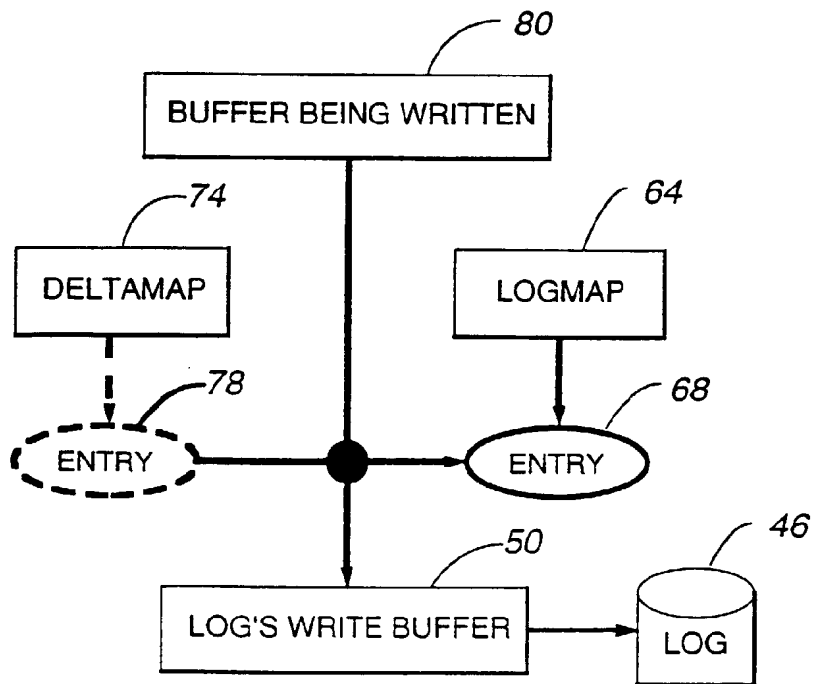 80
BUFFER BEING WRITTEN
74
64
DELTAMAP
LOGMAP
78
68
ENTRY
ENTRY
50
46
LOG'S WRITE BUFFER
LOG